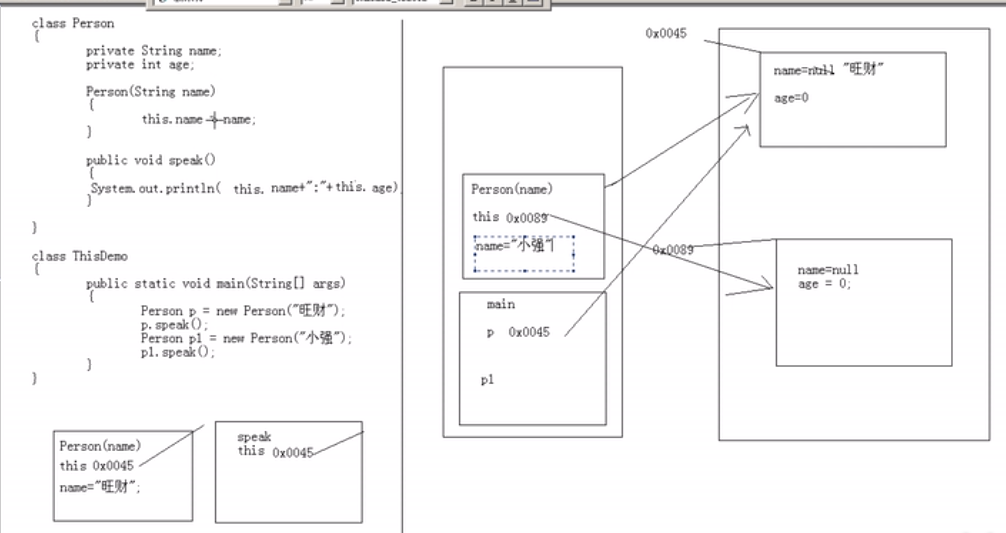 class Person
{
private String name;
private int age;
Person(String name)
{
this.name = name;
}
public void speak()
{
System.out.println( this. name+":"+this. age)
}
}
class ThisDemo
{
public static void main(String[] args)
{
Person p = new Person("旺财");
p.speak();
Person p1 = new Person("小强");
p1.speak();
}
}
Person(name)
this 0x0045
name="旺财";
speak
this 0x0045
Person(name)
this 0x0089
name="小强"
main
p 0x0045
p1
0x0045
name=null "旺财"
age=0
0x0089
name=null
age = 0;